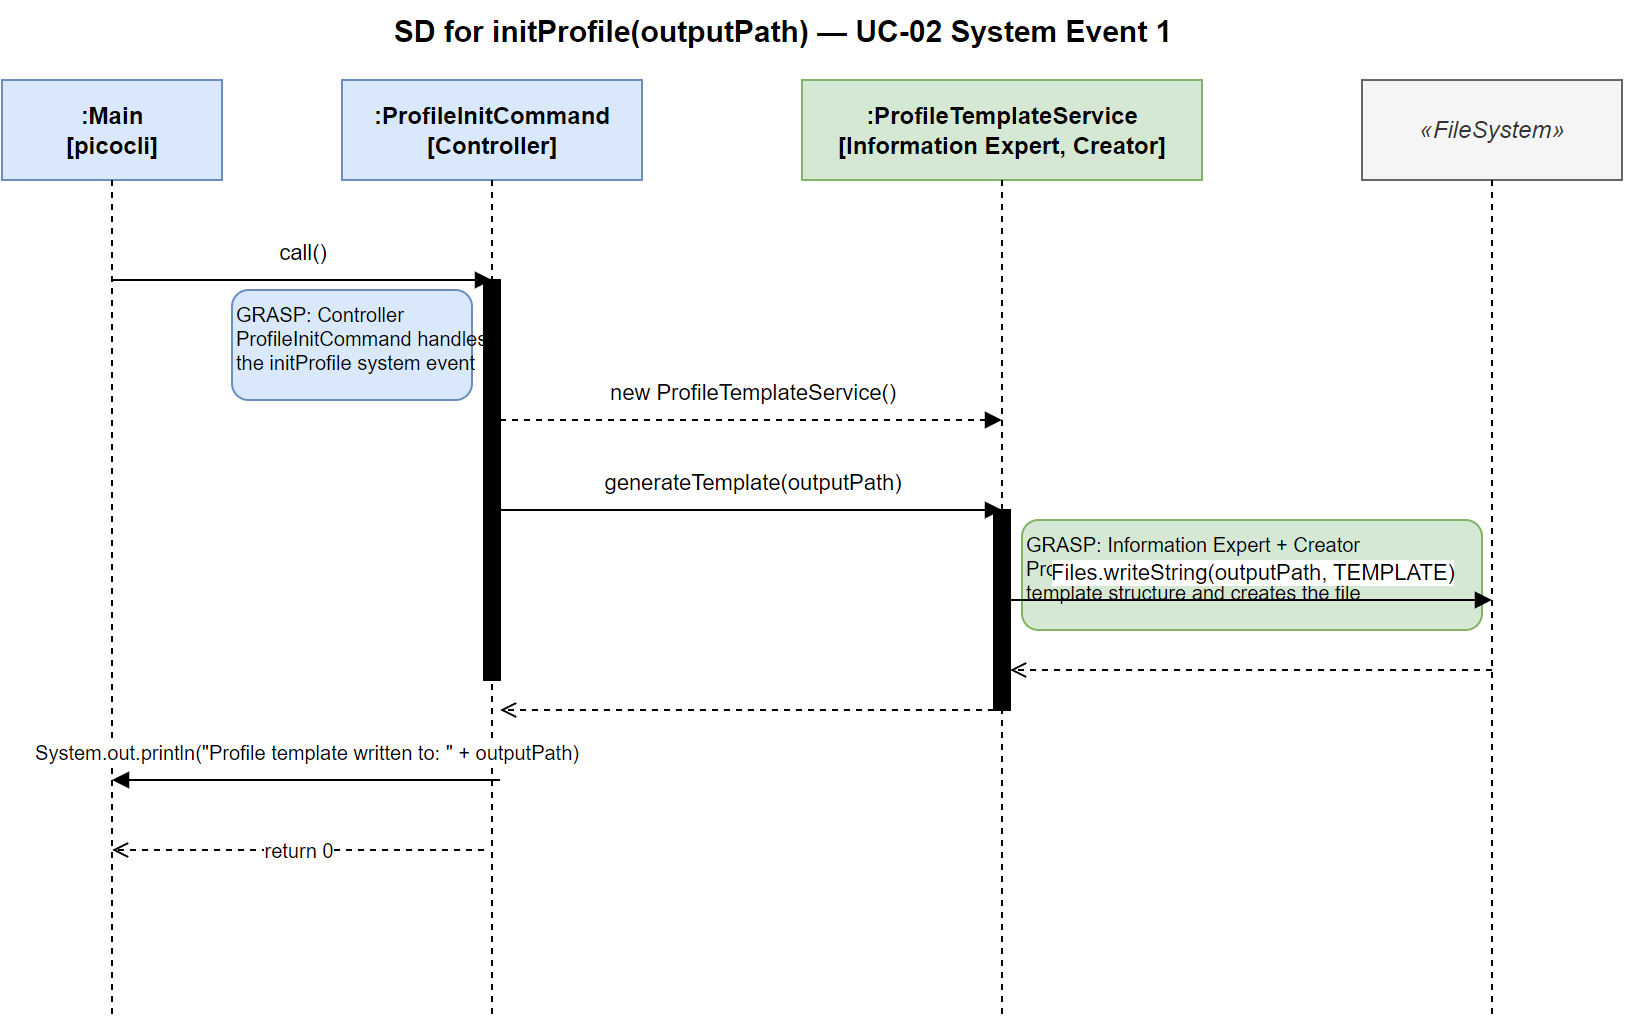 SD for initProfile(outputPath) — UC-02 System Event 1
:Main
[picocli]
:ProfileInitCommand
[Controller]
:ProfileTemplateService
[Information Expert, Creator]
«FileSystem»
call()
GRASP: Controller
ProfileInitCommand handles
the initProfile system event
new ProfileTemplateService()
generateTemplate(outputPath)
GRASP: Information Expert + Creator
Files.writeString(outputPath, TEMPLATE)
template structure and creates the file
System.out.println("Profile template written to: " + outputPath)
return 0